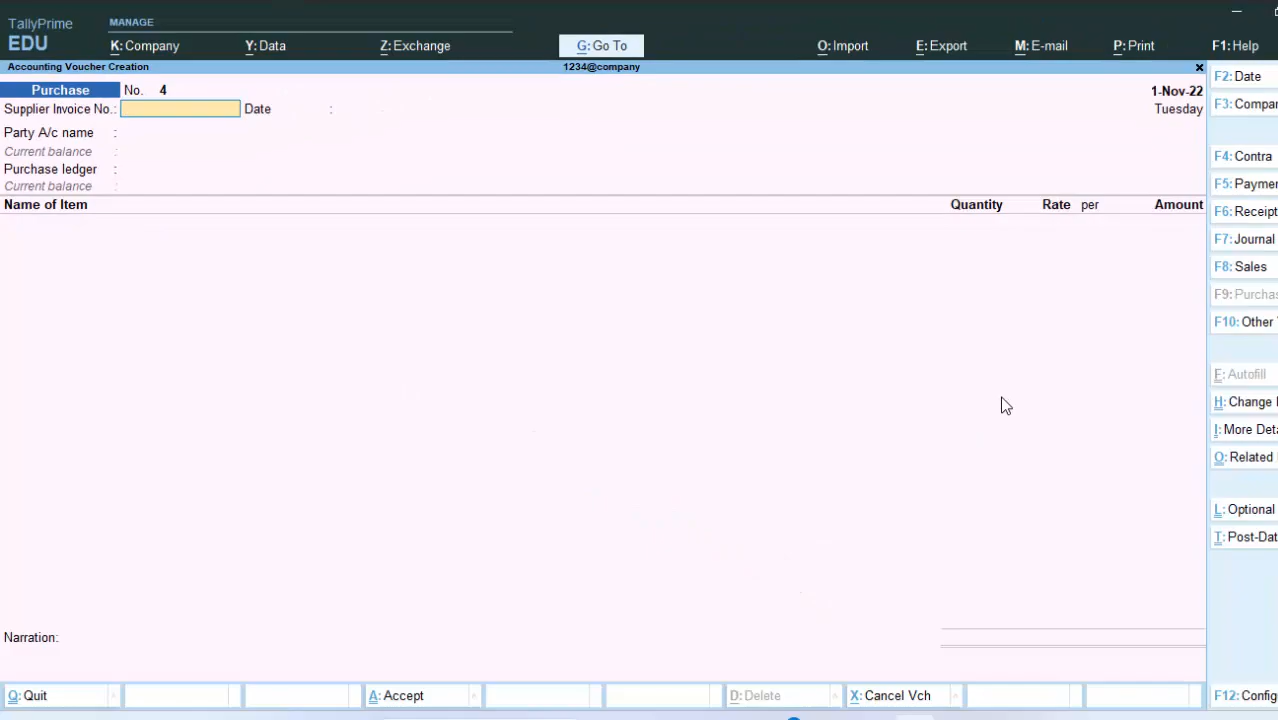 TallyPrime
EDU
MANAGE
K: Company
Y: Data
Z: Exchange
G: Go To
O: Import
E: Export
M: E-mail
P: Print
F1: Help
Accounting Voucher Creation
1234@company
Purchase No. 4
1-Nov-22
Supplier Invoice No.: Date :
Tuesday
Party A/c name :
Current balance :
Purchase ledger :
Current balance :
Name of Item Quantity Rate per Amount
Narration:
F2: Date
F3: Compan
F4: Contra
F5: Paymer
F6: Receipt
F7: Journal
F8: Sales
F9: Purchas
F10: Other
F: Autofill
H: Change
I: More Deta
O: Related
L: Optional
T: Post-Dat
Q: Quit
A: Accept
D: Delete
X: Cancel Vch
F12: Config